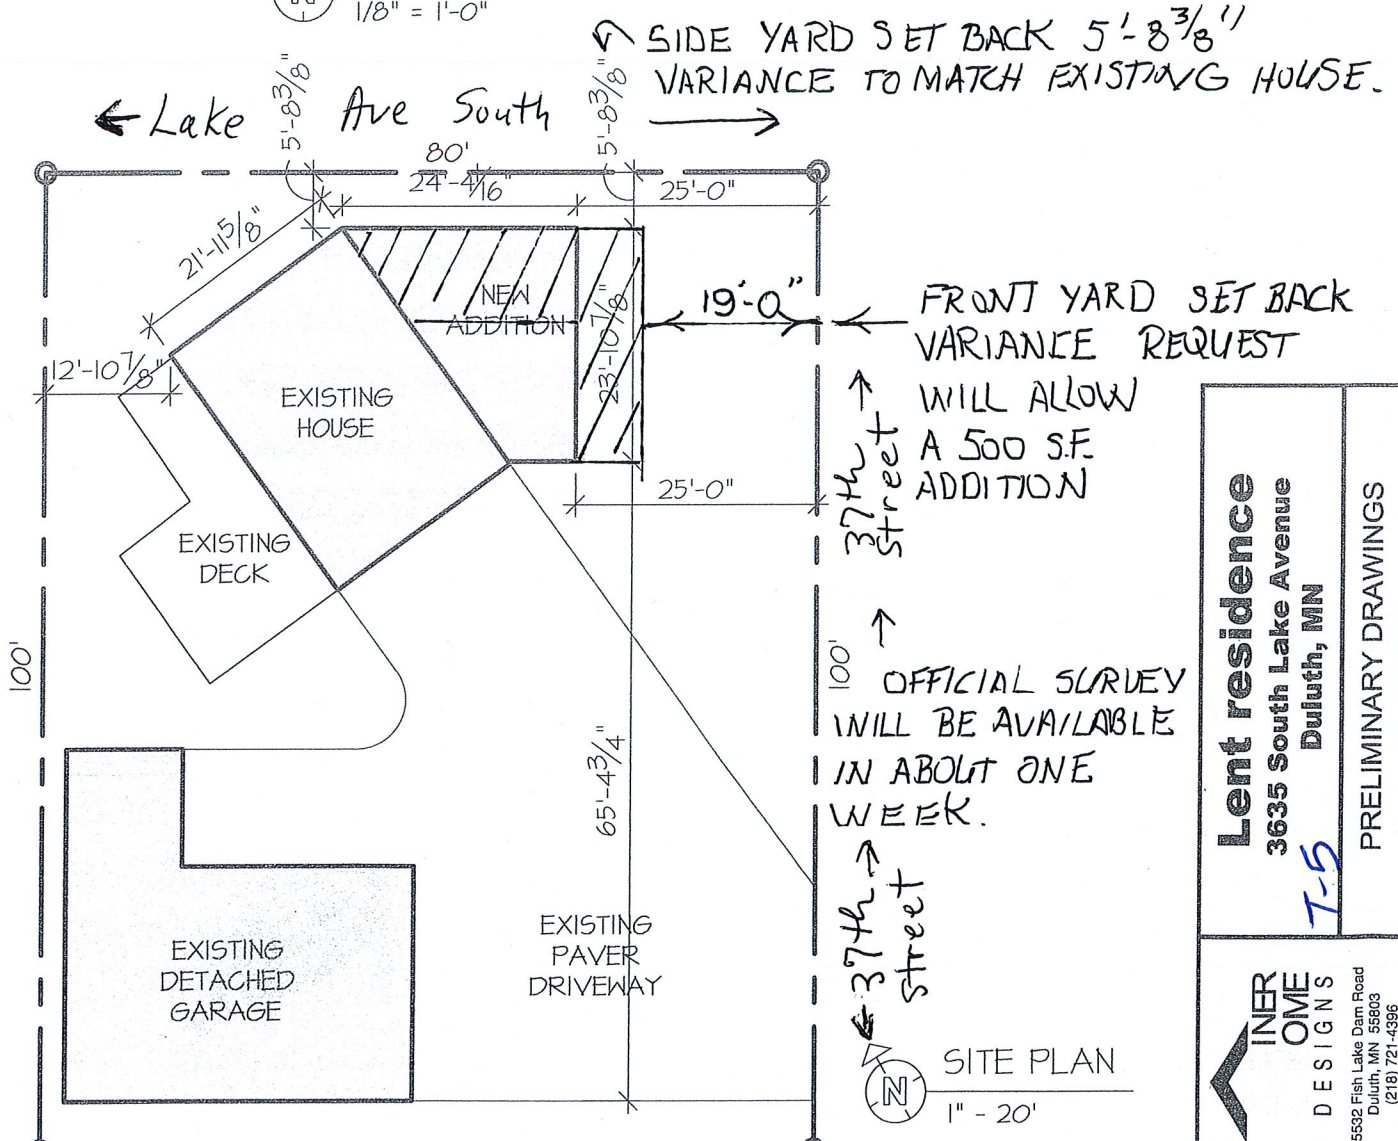 1/8" = 1'-0"
SIDE YARD SET BACK 5'-8 3/8"
VARIANCE TO MATCH EXISTING HOUSE.
← Lake Ave South →
5'-8 3/8"
5'-8 3/8"
80'
24'-4 1/16"
25'-0"
21'-11 5/8"
NEW
ADDITION
23'-10 7/8"
19'-0"
FRONT YARD SET BACK
VARIANCE REQUEST
WILL ALLOW
A 500 S.F.
ADDITION
12'-10 7/8"
EXISTING
HOUSE
25'-0"
37th →
Street
EXISTING
DECK
100'
100'
OFFICIAL SURVEY
WILL BE AVAILABLE
IN ABOUT ONE
WEEK.
65'-4 3/4"
← 37th →
Street
EXISTING
DETACHED
GARAGE
EXISTING
PAVER
DRIVEWAY
N
SITE PLAN
1" - 20'
Lent residence
3635 South Lake Avenue
Duluth, MN
PRELIMINARY DRAWINGS
T-5
INER
OME
DESIGNS
5532 Fish Lake Dam Road
Duluth, MN 55803
(218) 721-4396